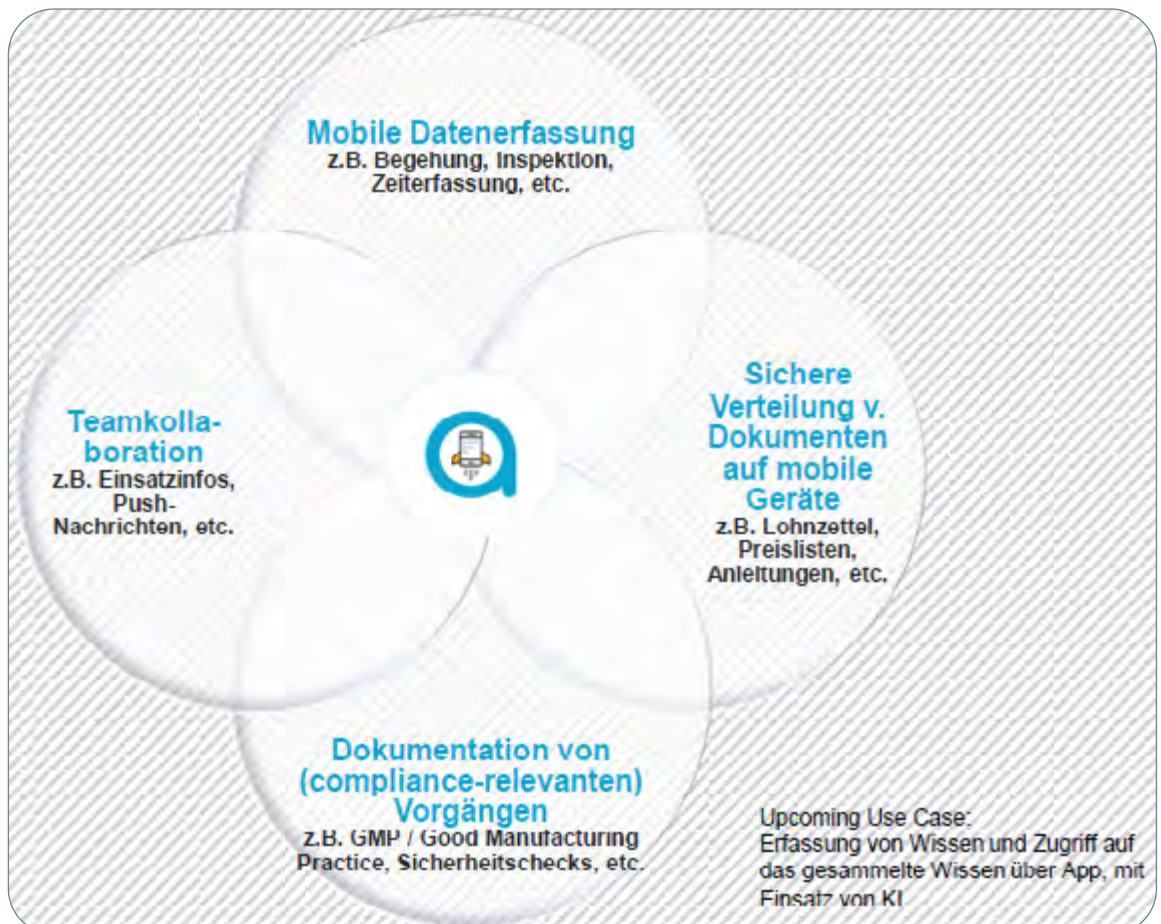 Mobile Datenerfassung
z.B. Begehung, Inspektion,
Zeiterfassung, etc.
Sichere
Verteilung v.
Dokumenten
auf mobile
Geräte
z.B. Lohnzettel,
Preislisten,
Anleitungen, etc.
Teamkolla-
boration
z.B. Einsatzinfos,
Push-
Nachrichten, etc.
Dokumentation von
(compliance-relevanten)
Vorgängen
z.B. GMP / Good Manufacturing
Practice, Sicherheitschecks, etc.
Upcoming Use Case:
Erfassung von Wissen und Zugriff auf
das gesammelte Wissen über App, mit
Einsatz von KI